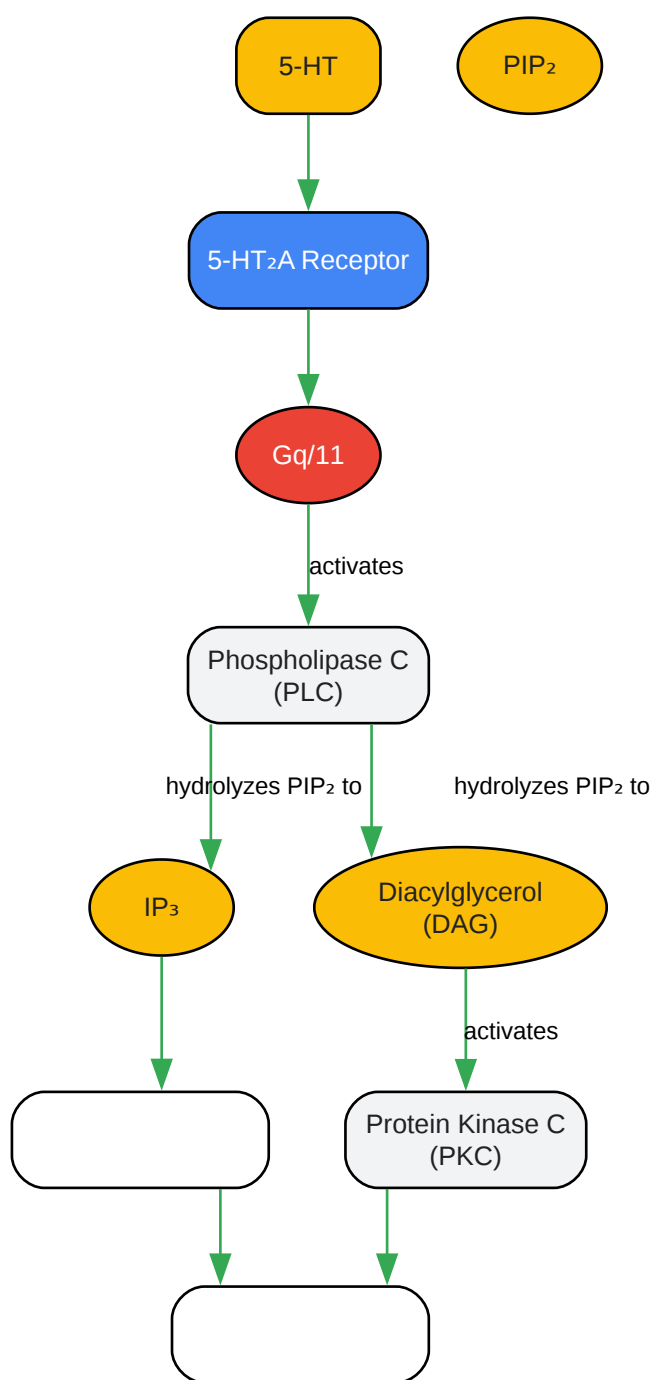 5-HT
PIP₂
5-HT₂A Receptor
Gq/11
activates
Phospholipase C
(PLC)
hydrolyzes PIP₂ to
hydrolyzes PIP₂ to
IP₃
Diacylglycerol
(DAG)
activates
Protein Kinase C
(PKC)